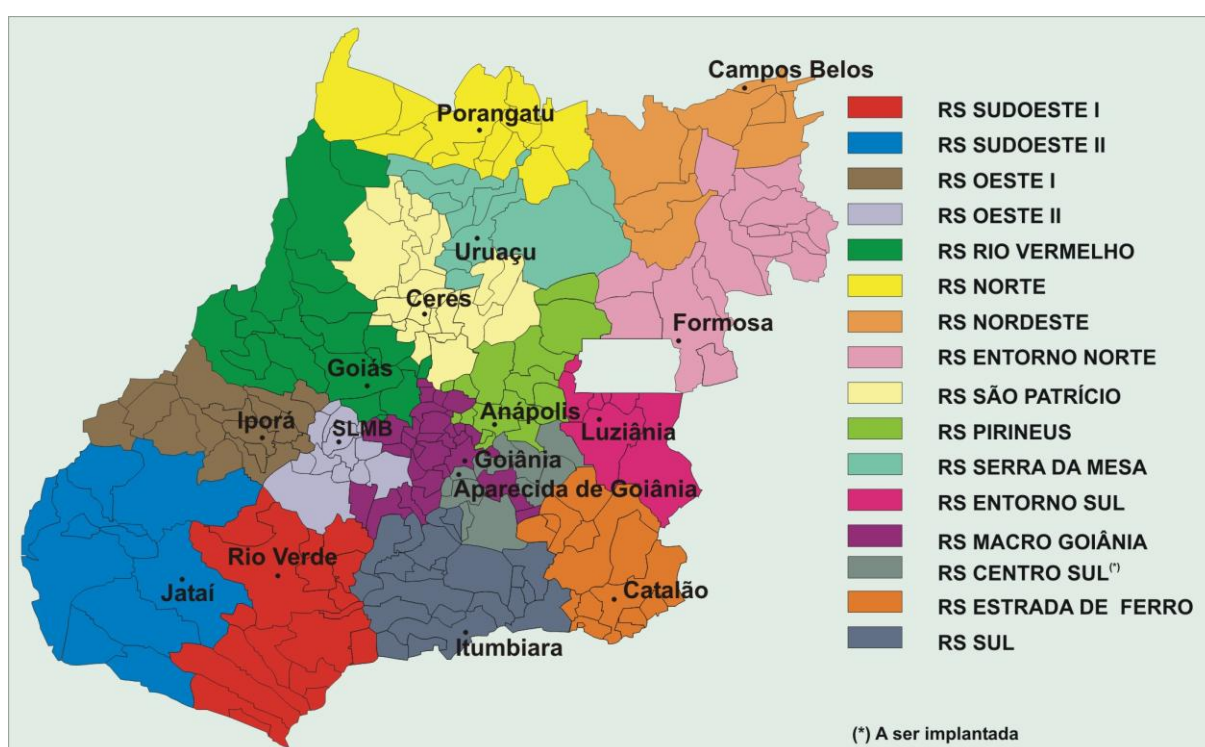 Campos Belos
Porangatu
Uruaçu
Ceres
Formosa
Goiás
Anápolis
Iporá
SLMB
Luziânia
Goiânia
Aparecida de Goiânia
Rio Verde
Jataí
Catalão
Itumbiara
RS SUDOESTE I
RS SUDOESTE II
RS OESTE I
RS OESTE II
RS RIO VERMELHO
RS NORTE
RS NORDESTE
RS ENTORNO NORTE
RS SÃO PATRÍCIO
RS PIRINEUS
RS SERRA DA MESA
RS ENTORNO SUL
RS MACRO GOIÂNIA
RS CENTRO SUL(*)
RS ESTRADA DE FERRO
RS SUL
(*) A ser implantada